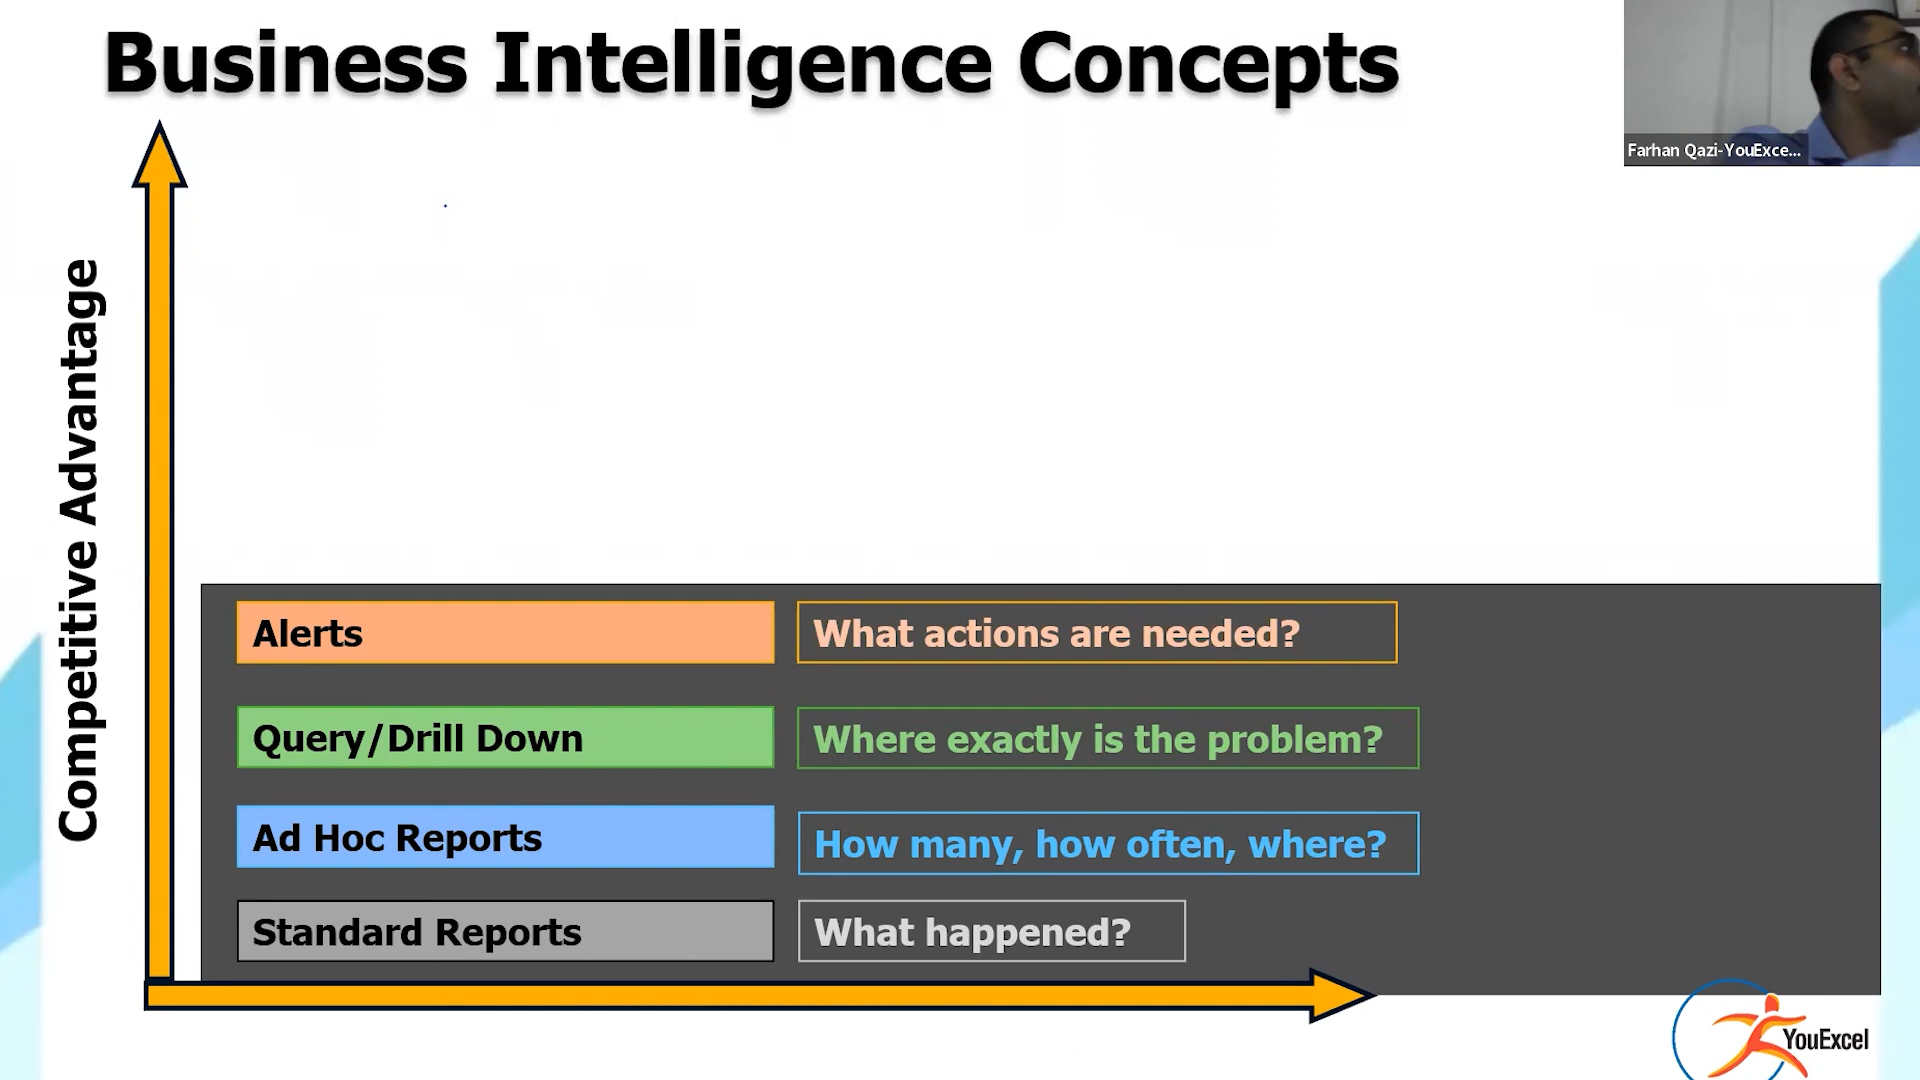 Business Intelligence Concepts
Farhan Qazi-YouExce...
Competitive Advantage
Alerts
What actions are needed?
Query/Drill Down
Where exactly is the problem?
Ad Hoc Reports
How many, how often, where?
Standard Reports
What happened?
YouExcel